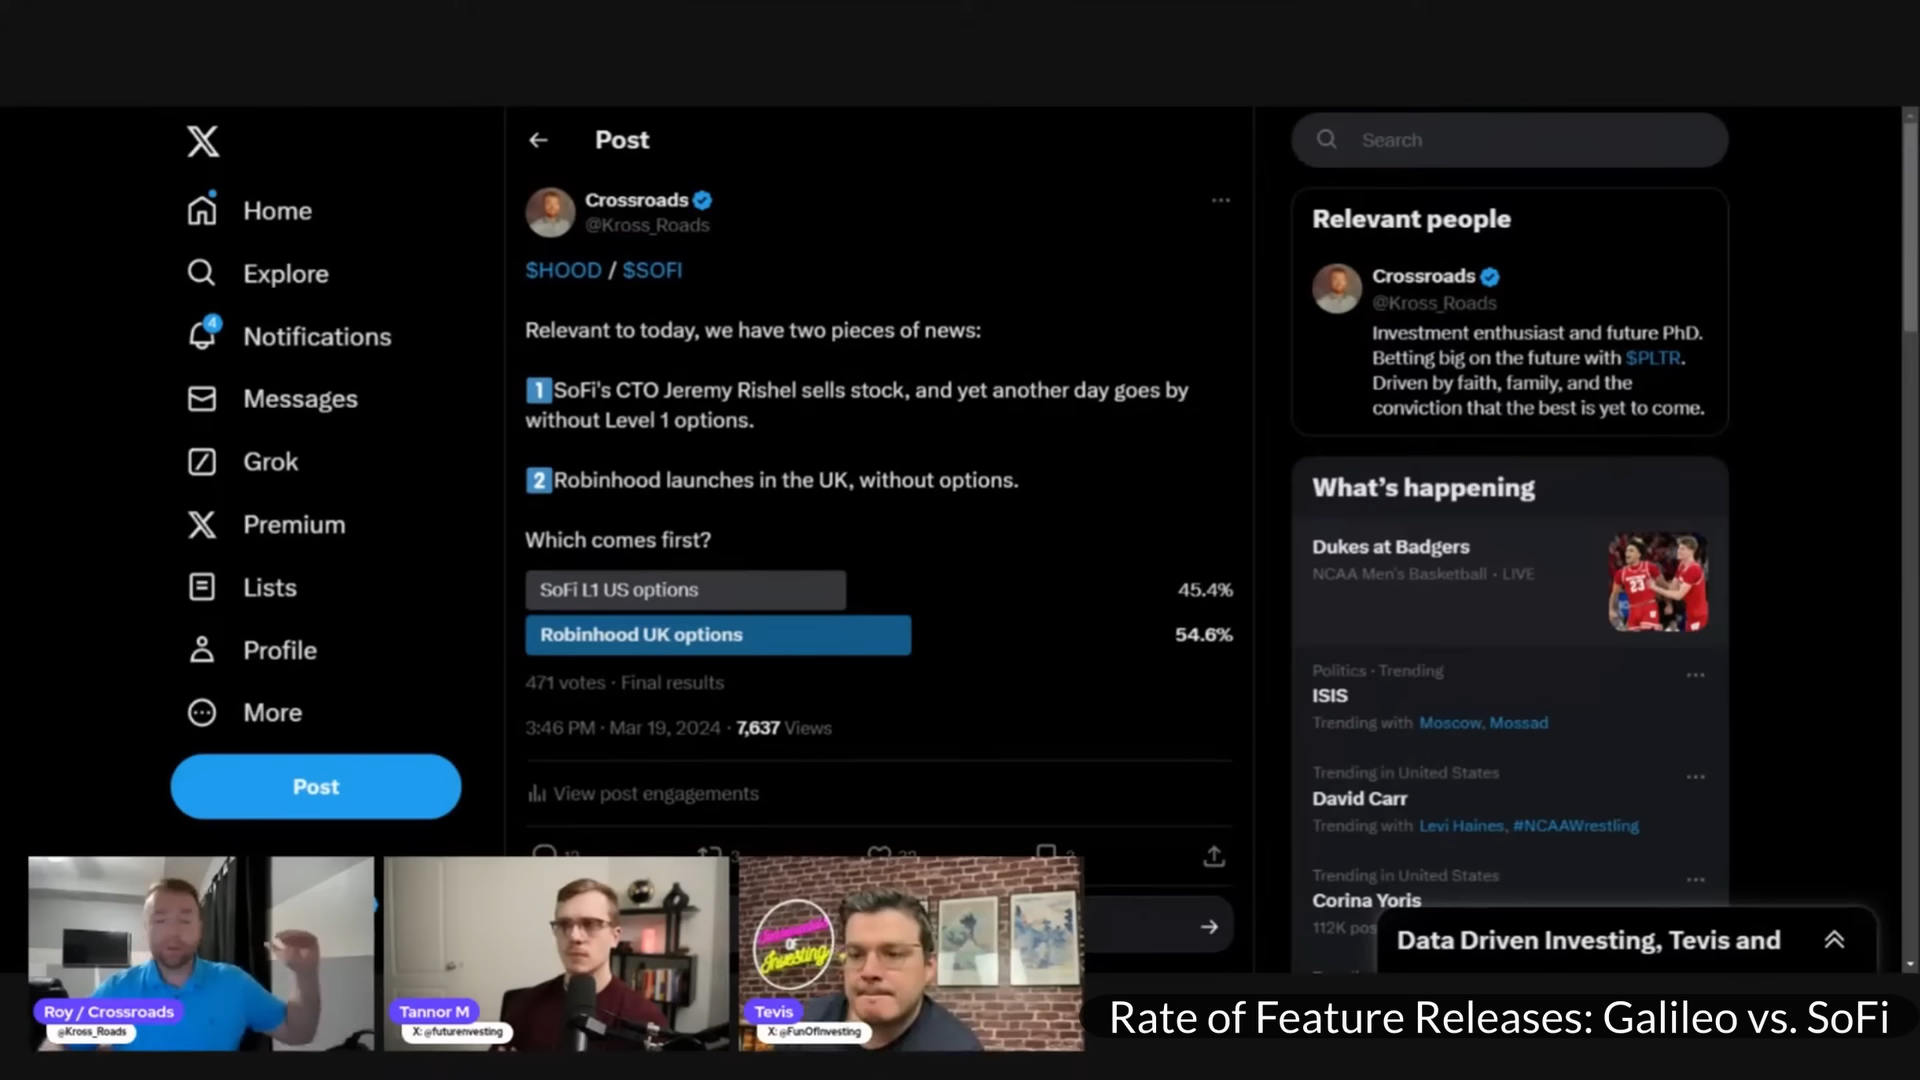 Home
Explore
4
Notifications
Messages
Grok
Premium
Lists
Profile
More
Post
Post
Crossroads
@Kross_Roads
$HOOD / $SOFI
Relevant to today, we have two pieces of news:
1 SoFi's CTO Jeremy Rishel sells stock, and yet another day goes by
without Level 1 options.
2 Robinhood launches in the UK, without options.
Which comes first?
SoFi L1 US options 45.4%
Robinhood UK options 54.6%
471 votes · Final results
3:46 PM · Mar 19, 2024 · 7,637 Views
View post engagements
Search
Relevant people
Crossroads
@Kross_Roads
Investment enthusiast and future PhD.
Betting big on the future with $PLTR.
Driven by faith, family, and the
conviction that the best is yet to come.
What's happening
Dukes at Badgers
NCAA Men's Basketball · LIVE
23
Politics · Trending
ISIS
Trending with Moscow, Mossad
Trending in United States
David Carr
Trending with Levi Haines, #NCAAWrestling
Trending in United States
Corina Yoris
112K pos
Data Driven Investing, Tevis and
Roy / Crossroads
@Kross_Roads
Tannor M
X: @futurenvesting
OF
Investing
Tevis
X: @FunOfInvesting
Rate of Feature Releases: Galileo vs. SoFi